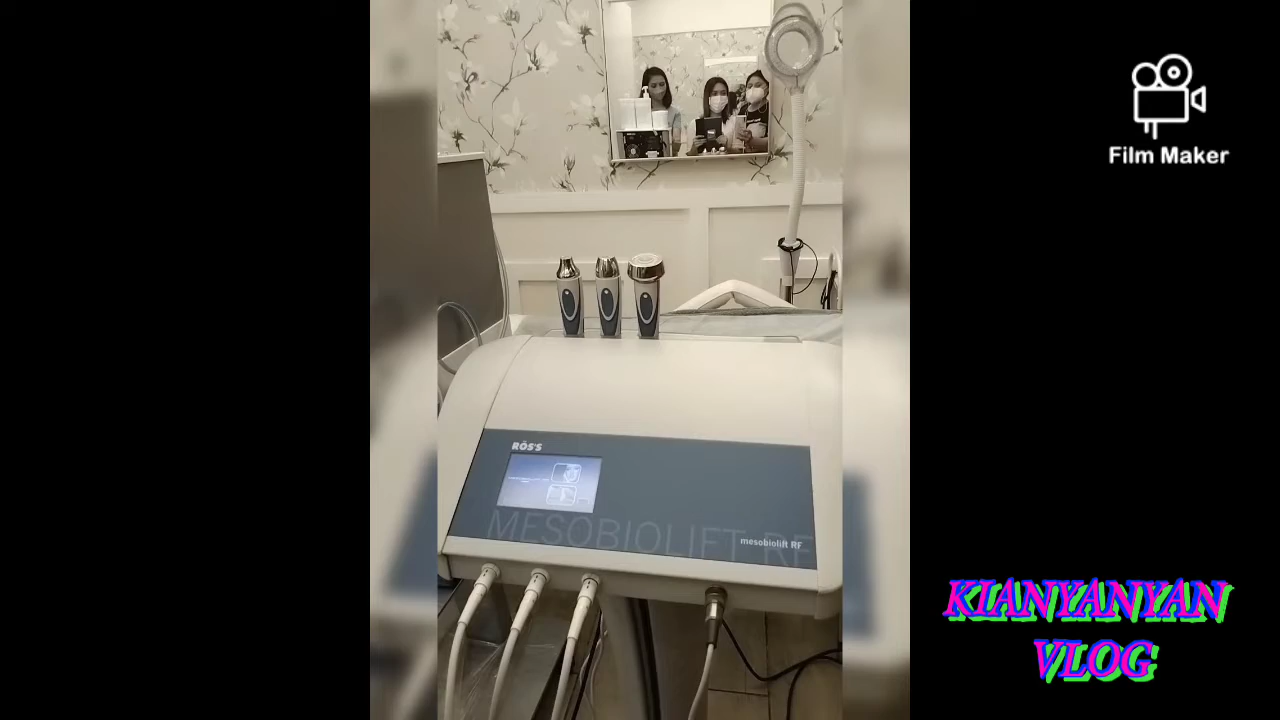 Film Maker
RÖS'S
MESOBIOLIFT RF
mesobiolift RF
KIANYANYAN
VLOG